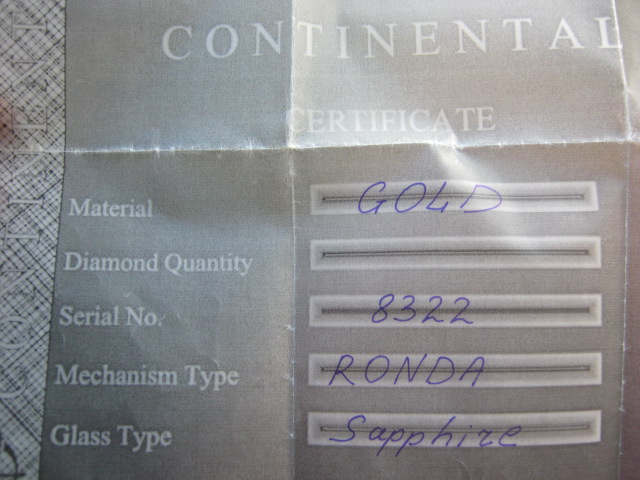 CONTINENTAL
CERTIFICATE
Material GOLD
Diamond Quantity
Serial No. 8322
Mechanism Type RONDA
Glass Type Sapphire